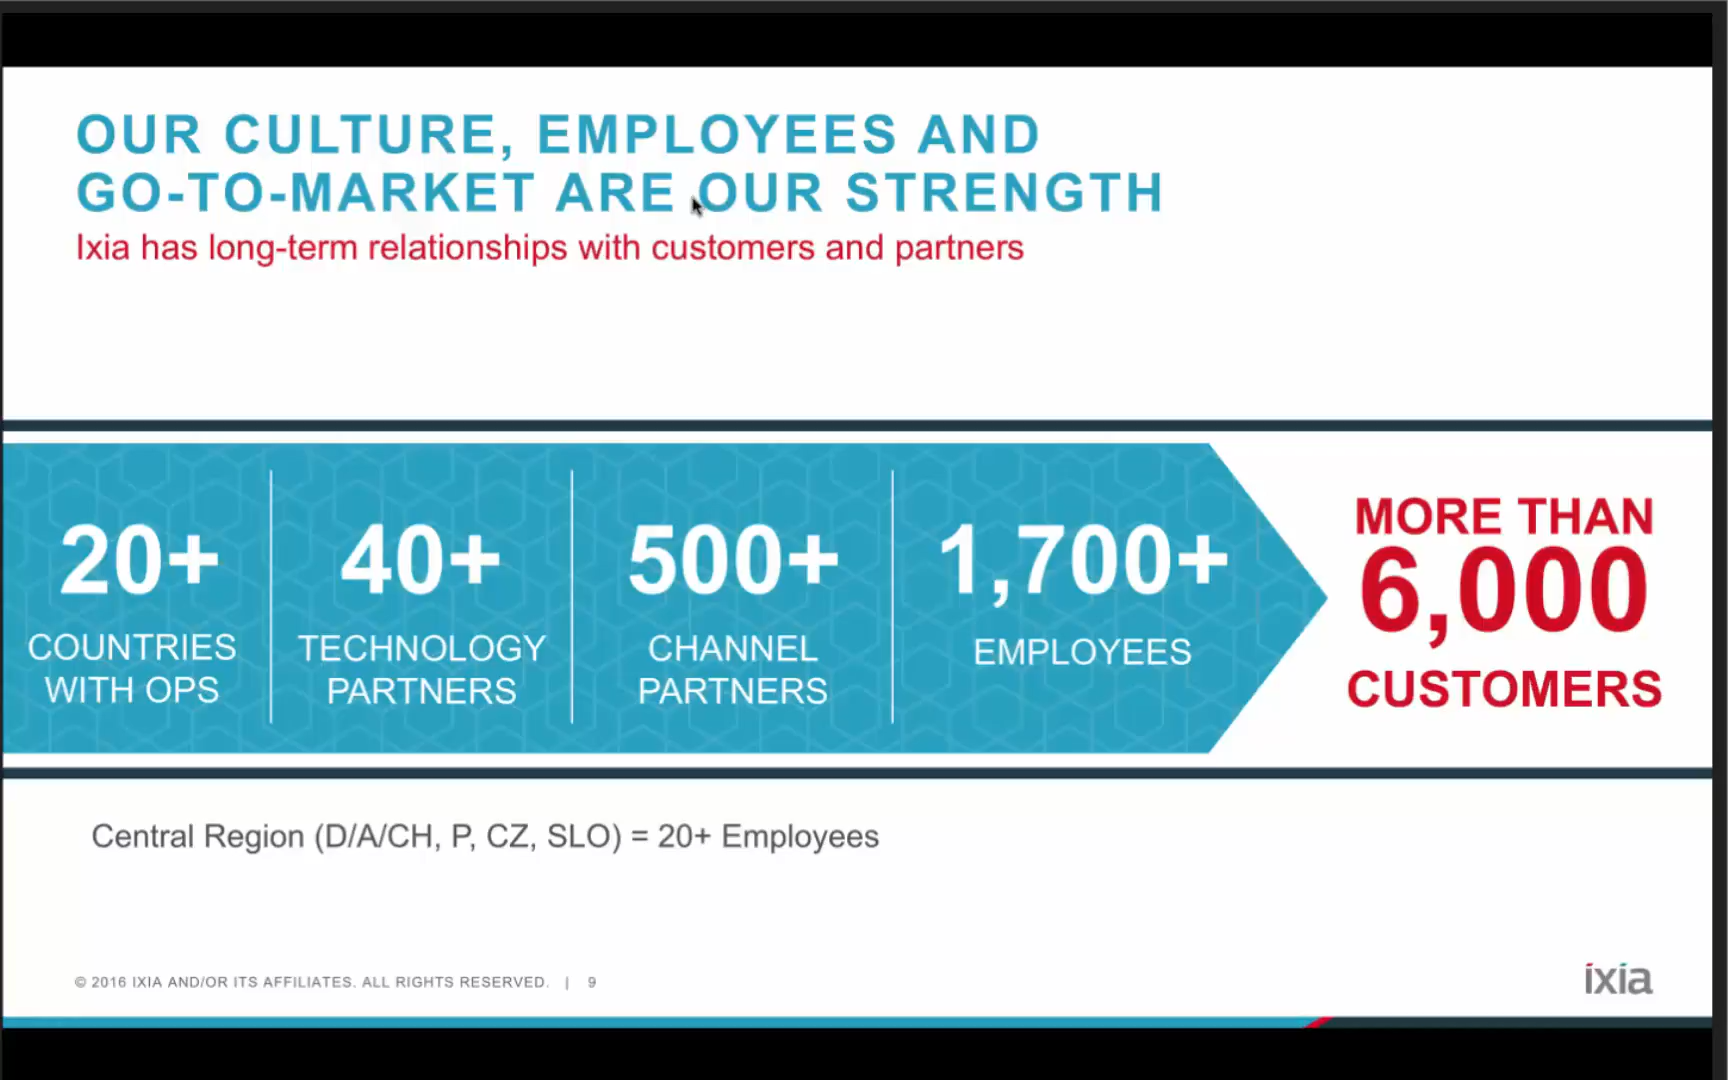 OUR CULTURE, EMPLOYEES AND
GO-TO-MARKET ARE OUR STRENGTH
Ixia has long-term relationships with customers and partners
20+
COUNTRIES
WITH OPS
40+
TECHNOLOGY
PARTNERS
500+
CHANNEL
PARTNERS
1,700+
EMPLOYEES
MORE THAN
6,000
CUSTOMERS
Central Region (D/A/CH, P, CZ, SLO) = 20+ Employees
© 2016 IXIA AND/OR ITS AFFILIATES. ALL RIGHTS RESERVED. | 9
ixia